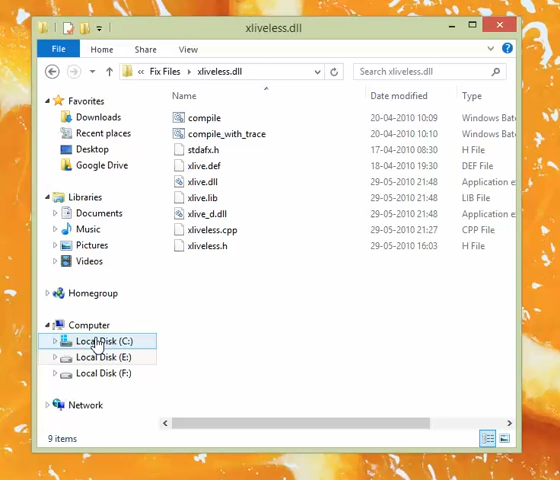 xliveless.dll
File Home Share View
Fix Files xliveless.dll Search xliveless.dll
Name Date modified Type
Favorites
Downloads
Recent places
Desktop
Google Drive
Libraries
Documents
Music
Pictures
Videos
Homegroup
Computer
Local Disk (C:)
Local Disk (E:)
Local Disk (F:)
Network
compile 20-04-2010 10:09 Windows Bat
compile_with_trace 20-04-2010 10:10 Windows Bat
stdafx.h 17-04-2010 08:30 H File
xlive.def 18-04-2010 19:30 DEF File
xlive.dll 29-05-2010 21:48 Application e
xlive.lib 29-05-2010 21:48 LIB File
xlive_d.dll 29-05-2010 21:48 Application e
xliveless.cpp 29-05-2010 21:27 CPP File
xliveless.h 29-05-2010 16:03 H File
9 items